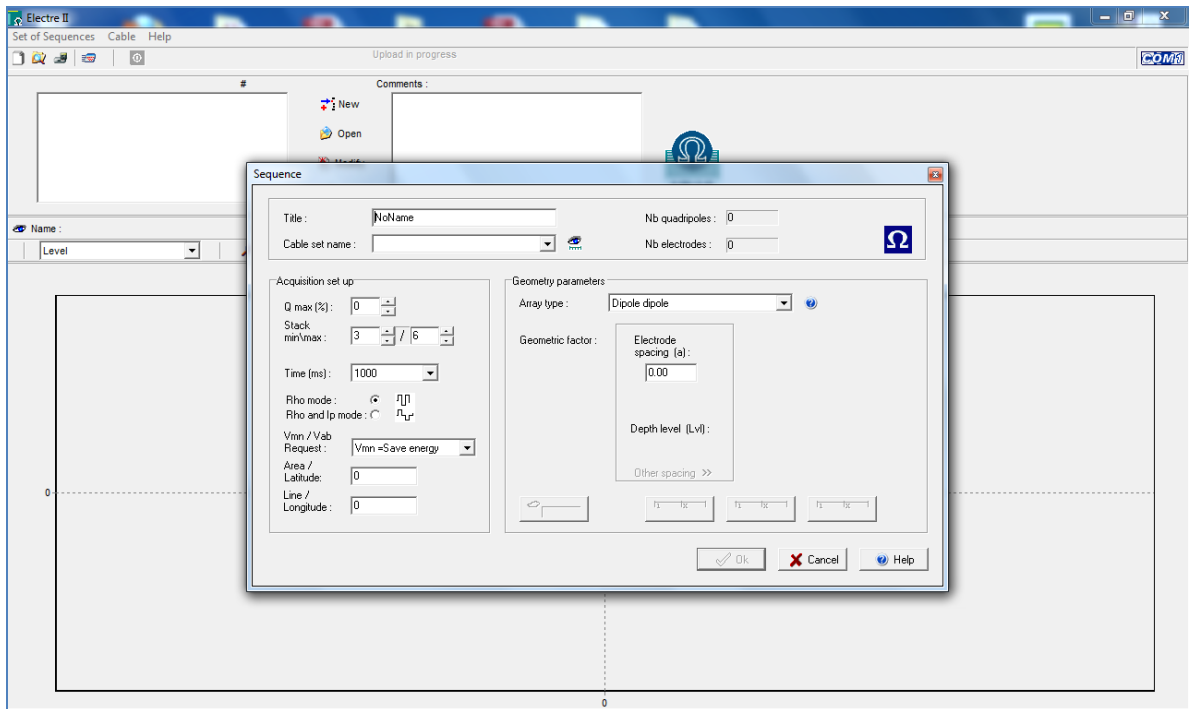 Electre II
Set of Sequences Cable Help
Upload in progress
COM1
#
Comments :
New
Open
Modify
Name :
Level
Sequence
Title : NoName
Nb quadripoles : 0
Cable set name :
Nb electrodes : 0
Ω
Acquisition set up
Q max (%) : 0
Stack
min\max : 3 / 6
Time (ms) : 1000
Rho mode :
Rho and Ip mode :
Vmn / Vab
Request : Vmn =Save energy
Area /
Latitude: 0
Line /
Longitude : 0
Geometry parameters
Array type : Dipole dipole
Geometric factor :
Electrode
spacing (a) :
0.00
Depth level (Lvl) :
Other spacing >>
Ok
Cancel
Help
0
0